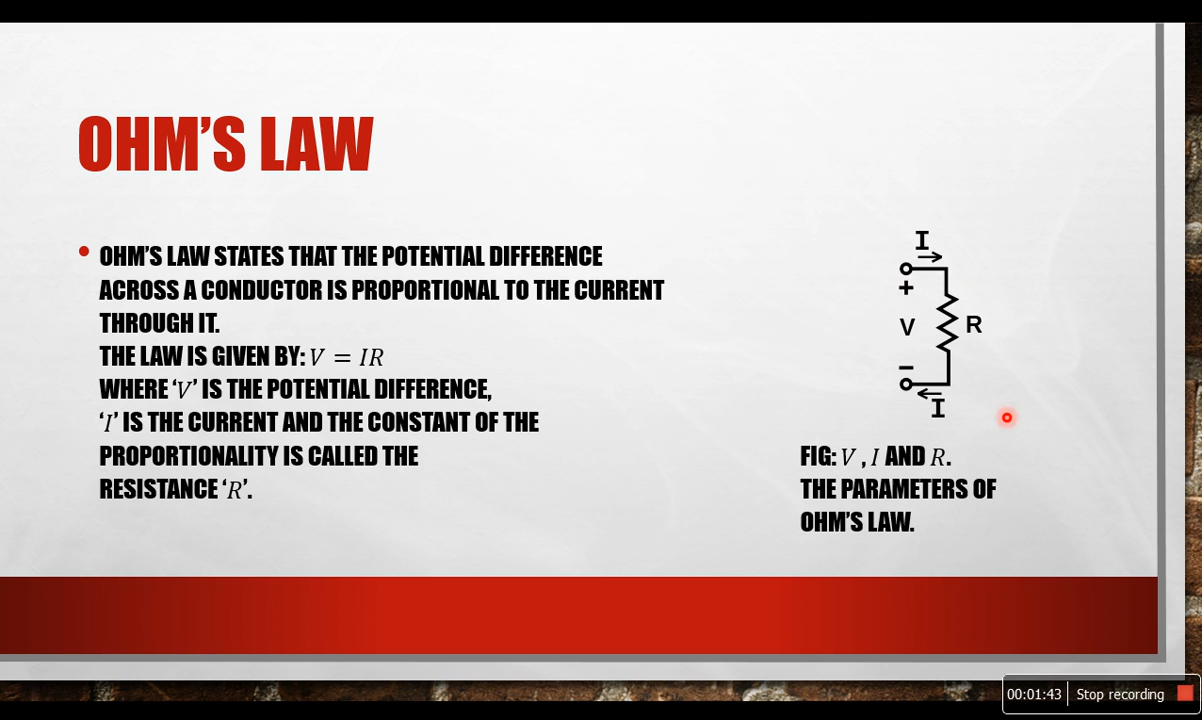 OHM'S LAW
• OHM'S LAW STATES THAT THE POTENTIAL DIFFERENCE
ACROSS A CONDUCTOR IS PROPORTIONAL TO THE CURRENT
THROUGH IT.
THE LAW IS GIVEN BY: V = IR
WHERE 'V' IS THE POTENTIAL DIFFERENCE,
'I' IS THE CURRENT AND THE CONSTANT OF THE
PROPORTIONALITY IS CALLED THE
RESISTANCE 'R'.
I
+
V
R
−
I
FIG: V , I AND R.
THE PARAMETERS OF
OHM'S LAW.
00:01:43 Stop recording